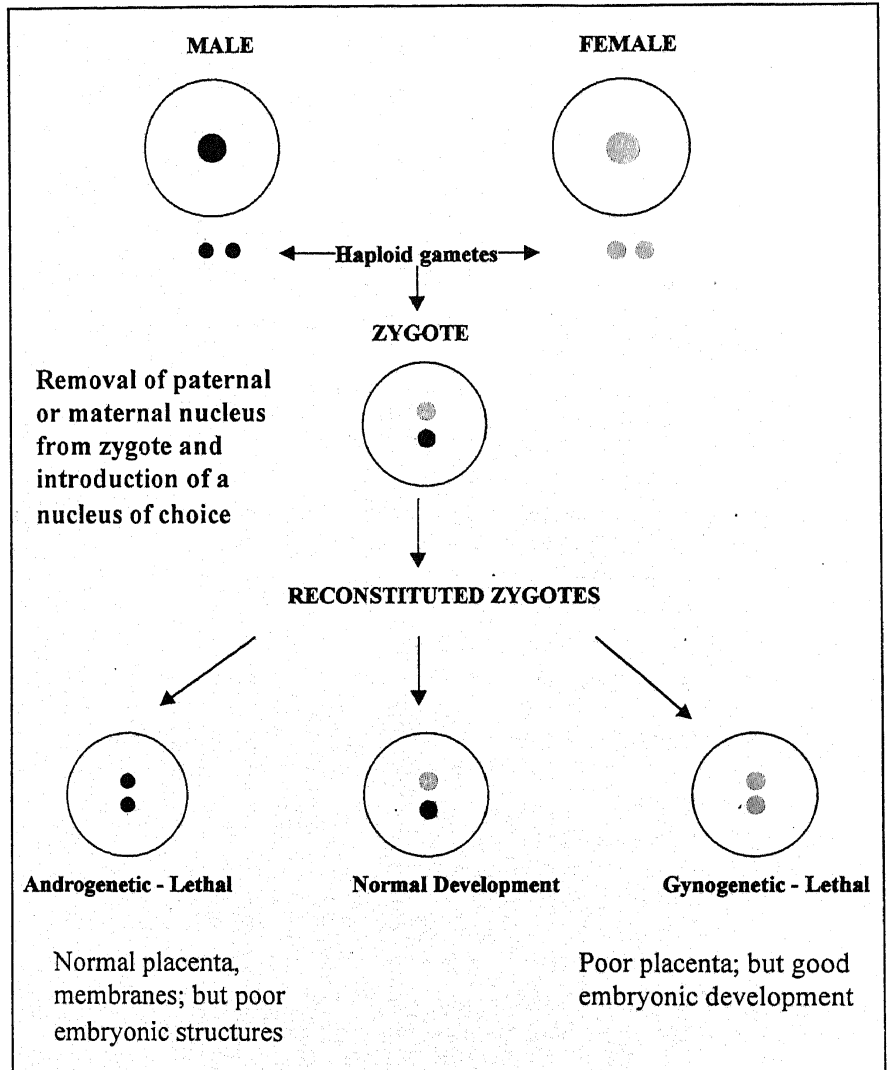 MALE
FEMALE
Haploid gametes
ZYGOTE
Removal of paternal
or maternal nucleus
from zygote and
introduction of a
nucleus of choice
RECONSTITUTED ZYGOTES
Androgenetic - Lethal
Normal Development
Gynogenetic - Lethal
Normal placenta,
membranes; but poor
embryonic structures
Poor placenta; but good
embryonic development